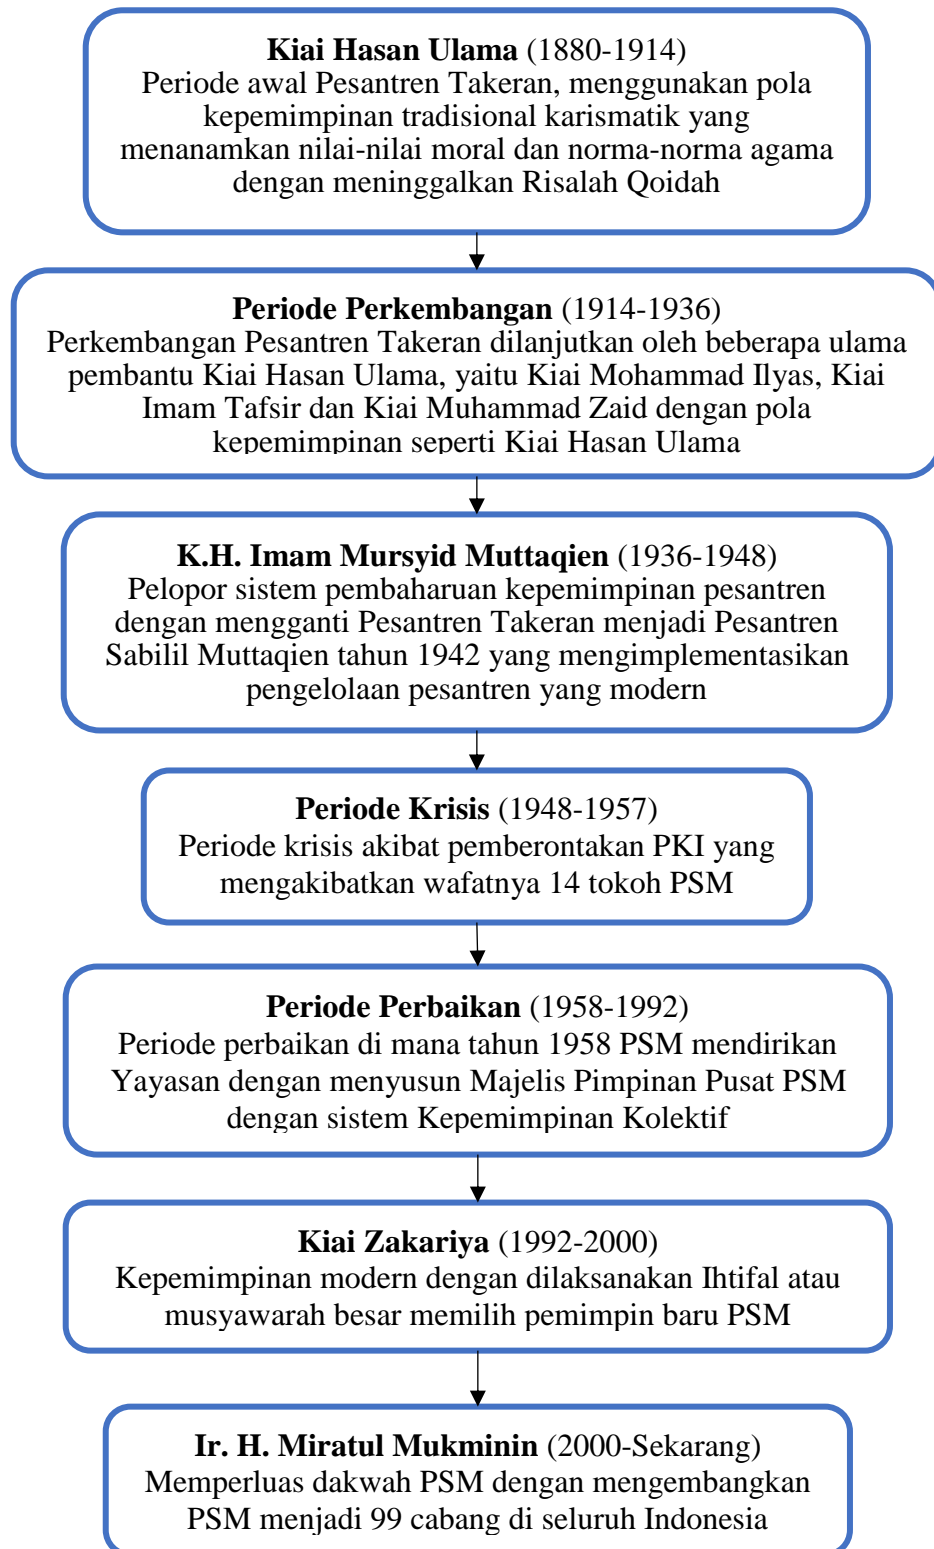 Kiai Hasan Ulama (1880-1914)
Periode awal Pesantren Takeran, menggunakan pola
kepemimpinan tradisional karismatik yang
menanamkan nilai-nilai moral dan norma-norma agama
dengan meninggalkan Risalah Qoidah
Periode Perkembangan (1914-1936)
Perkembangan Pesantren Takeran dilanjutkan oleh beberapa ulama
pembantu Kiai Hasan Ulama, yaitu Kiai Mohammad Ilyas, Kiai
Imam Tafsir dan Kiai Muhammad Zaid dengan pola
kepemimpinan seperti Kiai Hasan Ulama
K.H. Imam Mursyid Muttaqien (1936-1948)
Pelopor sistem pembaharuan kepemimpinan pesantren
dengan mengganti Pesantren Takeran menjadi Pesantren
Sabilil Muttaqien tahun 1942 yang mengimplementasikan
pengelolaan pesantren yang modern
Periode Krisis (1948-1957)
Periode krisis akibat pemberontakan PKI yang
mengakibatkan wafatnya 14 tokoh PSM
Periode Perbaikan (1958-1992)
Periode perbaikan di mana tahun 1958 PSM mendirikan
Yayasan dengan menyusun Majelis Pimpinan Pusat PSM
dengan sistem Kepemimpinan Kolektif
Kiai Zakariya (1992-2000)
Kepemimpinan modern dengan dilaksanakan Ihtifal atau
musyawarah besar memilih pemimpin baru PSM
Ir. H. Miratul Mukminin (2000-Sekarang)
Memperluas dakwah PSM dengan mengembangkan
PSM menjadi 99 cabang di seluruh Indonesia